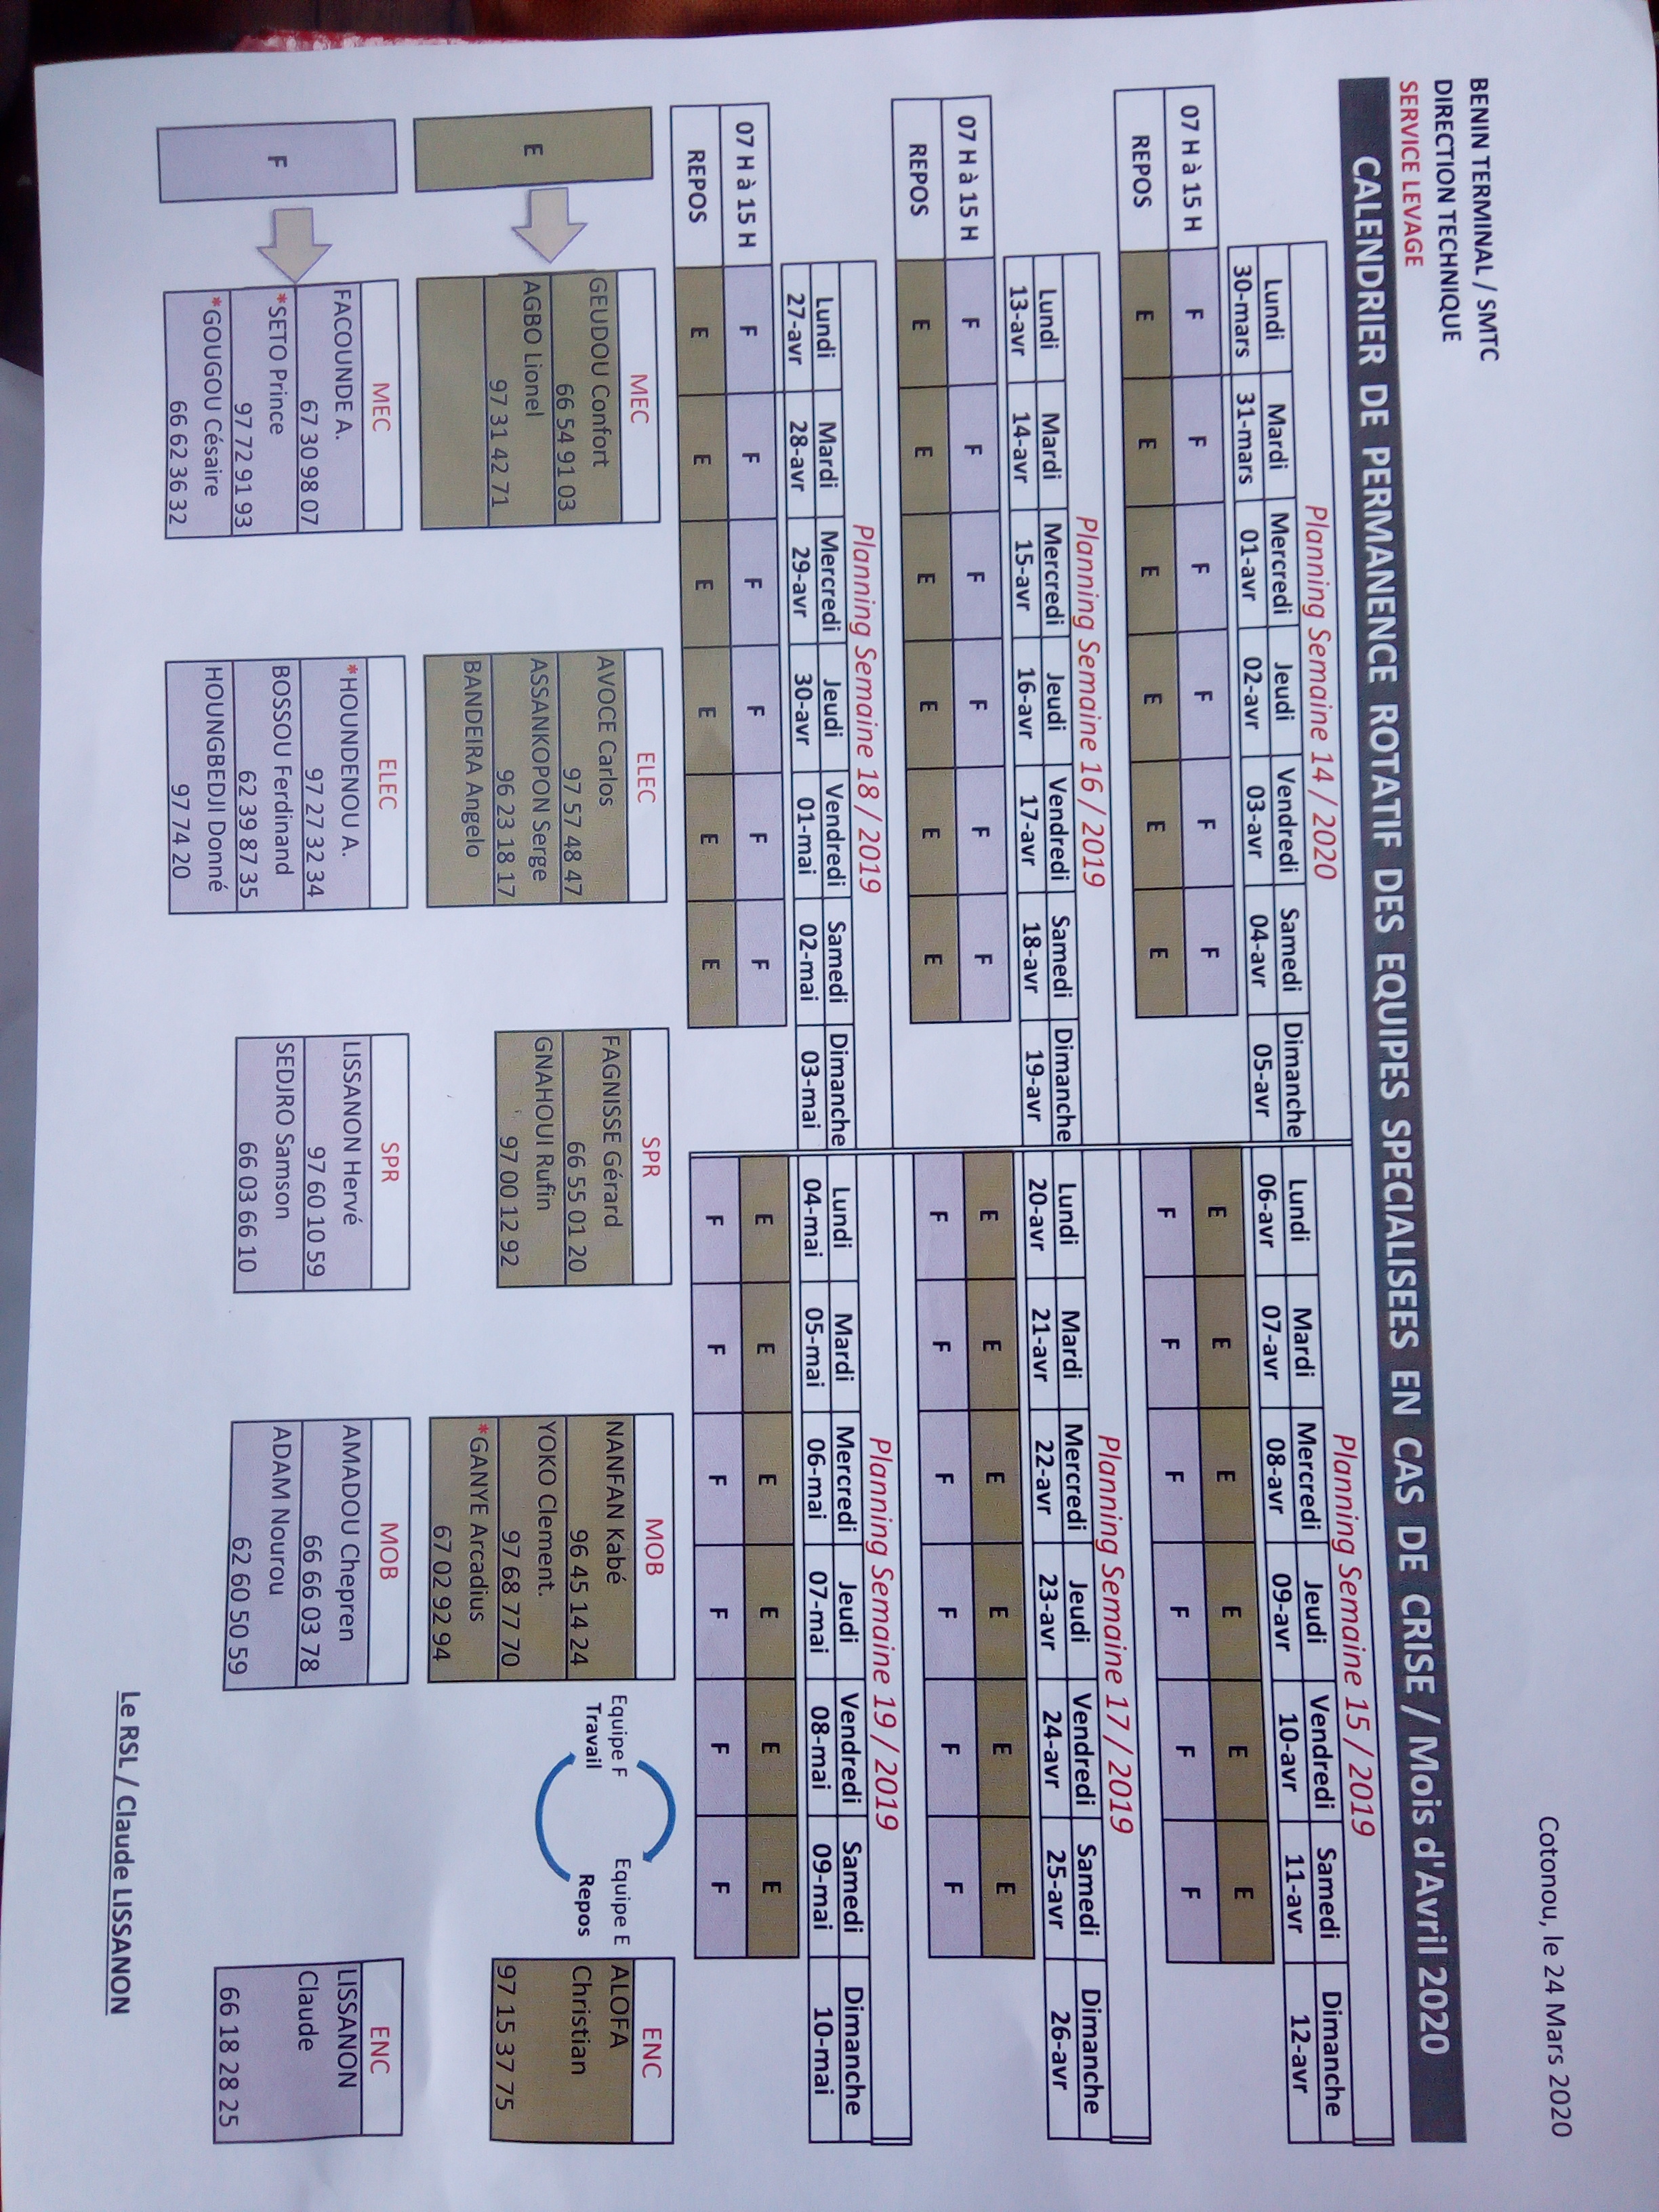 Cotonou, le 24 Mars 2020
BENIN TERMINAL / SMTC
DIRECTION TECHNIQUE
SERVICE LEVAGE
CALENDRIER DE PERMANENCE ROTATIF DES EQUIPES SPECIALISEES EN CAS DE CRISE / Mois d'Avril 2020
Planning Semaine 14 / 2020 Planning Semaine 15 / 2019
Lundi Mardi Mercredi Jeudi Vendredi Samedi Dimanche Lundi Mardi Mercredi Jeudi Vendredi Samedi Dimanche
30-mars 31-mars 01-avr 02-avr 03-avr 04-avr 05-avr 06-avr 07-avr 08-avr 09-avr 10-avr 11-avr 12-avr
07 H à 15 H F F F F F F E E E E E E
REPOS E E E E E E F F F F F F
Planning Semaine 16 / 2019 Planning Semaine 17 / 2019
Lundi Mardi Mercredi Jeudi Vendredi Samedi Dimanche Lundi Mardi Mercredi Jeudi Vendredi Samedi Dimanche
13-avr 14-avr 15-avr 16-avr 17-avr 18-avr 19-avr 20-avr 21-avr 22-avr 23-avr 24-avr 25-avr 26-avr
07 H à 15 H F F F F F F E E E E E E
REPOS E E E E E E F F F F F F
Planning Semaine 18 / 2019 Planning Semaine 19 / 2019
Lundi Mardi Mercredi Jeudi Vendredi Samedi Dimanche Lundi Mardi Mercredi Jeudi Vendredi Samedi Dimanche
27-avr 28-avr 29-avr 30-avr 01-mai 02-mai 03-mai 04-mai 05-mai 06-mai 07-mai 08-mai 09-mai 10-mai
07 H à 15 H F F F F F F E E E E E E
REPOS E E E E E E F F F F F F
E
MEC
GEUDOU Confort
66 54 91 03
AGBO Lionel
97 31 42 71
ELEC
AVOCE Carlos
97 57 48 47
ASSANKOPON Serge
96 23 18 17
BANDEIRA Angelo
SPR
FAGNISSE Gérard
66 55 01 20
GNAHOUI Rufin
97 00 12 92
MOB
NANFAN Kabé
96 45 14 24
YOKO Clement.
97 68 77 70
*GANYE Arcadius
67 02 92 94
Equipe F
Travail
Equipe E
Repos
ENC
ALOFA
Christian
97 15 37 75
F
MEC
FACOUNDE A.
67 30 98 07
*SETO Prince
97 72 91 93
*GOUGOU Césaire
66 62 36 32
ELEC
*HOUNDENOU A.
97 27 32 34
BOSSOU Ferdinand
62 39 87 35
HOUNGBEDJI Donné
97 74 20
SPR
LISSANON Hervé
97 60 10 59
SEDJRO Samson
66 03 66 10
MOB
AMADOU Chepren
66 66 03 78
ADAM Nourou
62 60 50 59
ENC
LISSANON
Claude
66 18 28 25
Le RSL / Claude LISSANON